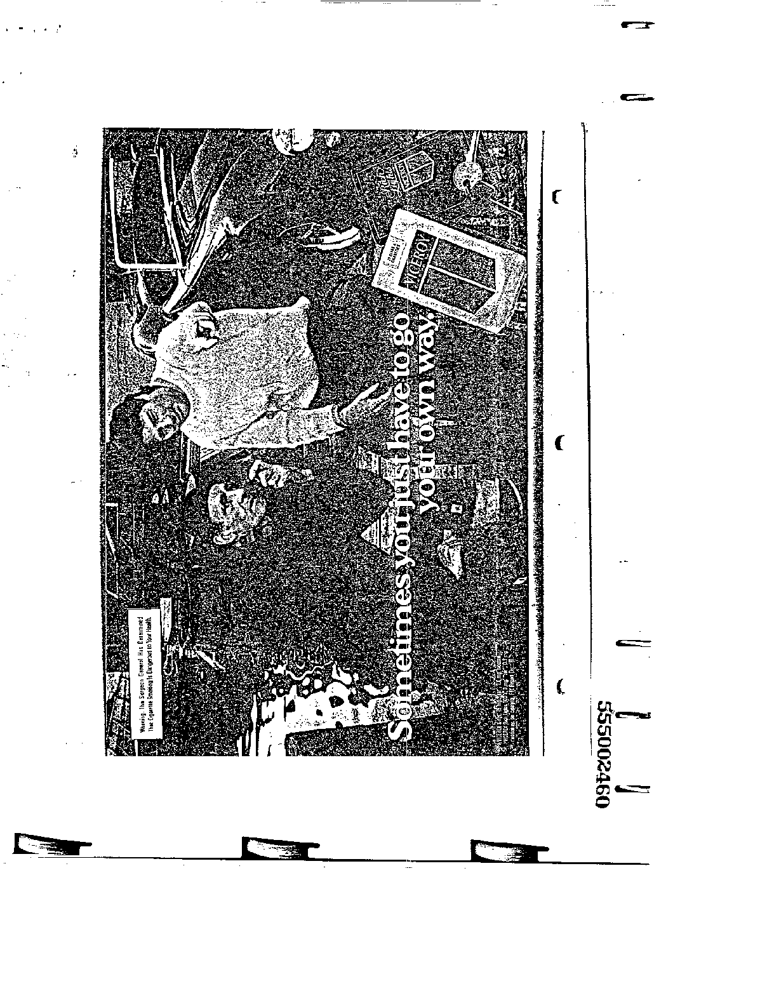 Warning: The Surgeon General Has Determined
That Cigarette Smoking Is Dangerous to Your Health.
VICEROY
Sometimes you just have to go
your own way.
555002460